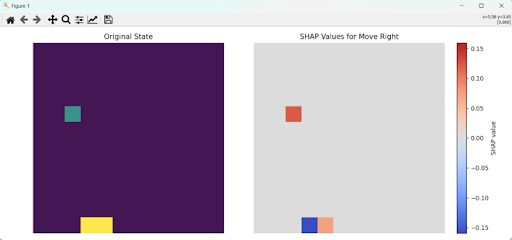 Figure 1
x=5.58 y=3.65
[0.000]
Original State
SHAP Values for Move Right
0.15
0.10
0.05
0.00
−0.05
−0.10
−0.15
SHAP value